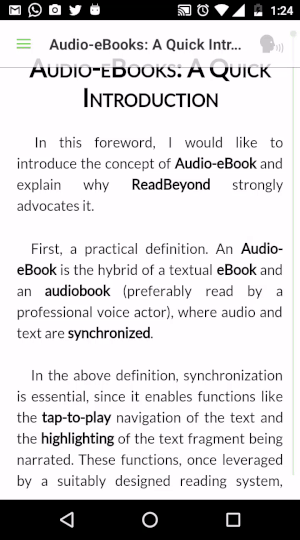 1:24
Audio-eBooks: A Quick Intr...
AUDIO-EBOOKS: A QUICK
INTRODUCTION
In this foreword, I would like to
introduce the concept of Audio-eBook and
explain why ReadBeyond strongly
advocates it.
First, a practical definition. An Audio-
eBook is the hybrid of a textual eBook and
an audiobook (preferably read by a
professional voice actor), where audio and
text are synchronized.
In the above definition, synchronization
is essential, since it enables functions like
the tap-to-play navigation of the text and
the highlighting of the text fragment being
narrated. These functions, once leveraged
by a suitably designed reading system,